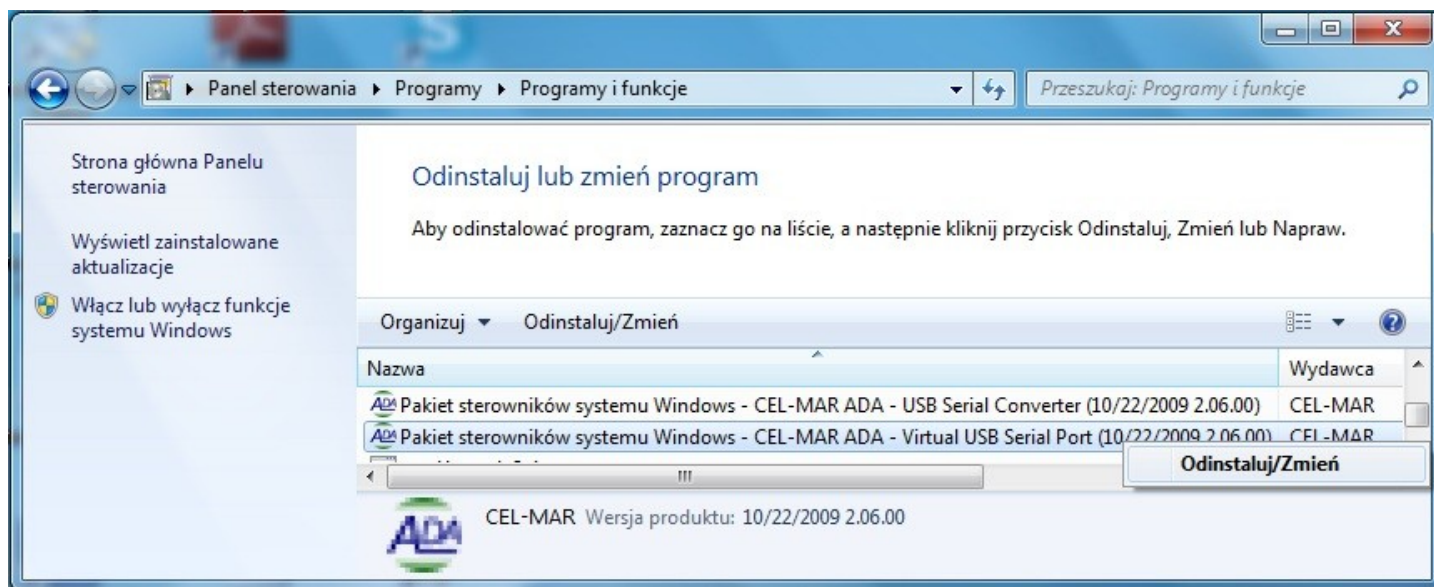 Panel sterowania ▸ Programy ▸ Programy i funkcje
Przeszukaj: Programy i funkcje
Strona główna Panelu
sterowania
Wyświetl zainstalowane
aktualizacje
Włącz lub wyłącz funkcje
systemu Windows
Odinstaluj lub zmień program
Aby odinstalować program, zaznacz go na liście, a następnie kliknij przycisk Odinstaluj, Zmień lub Napraw.
Organizuj Odinstaluj/Zmień
Nazwa Wydawca
ADA Pakiet sterowników systemu Windows - CEL-MAR ADA - USB Serial Converter (10/22/2009 2.06.00) CEL-MAR
ADA Pakiet sterowników systemu Windows - CEL-MAR ADA - Virtual USB Serial Port (10/22/2009 2.06.00) CEL-MAR
Odinstaluj/Zmień
ADA CEL-MAR Wersja produktu: 10/22/2009 2.06.00